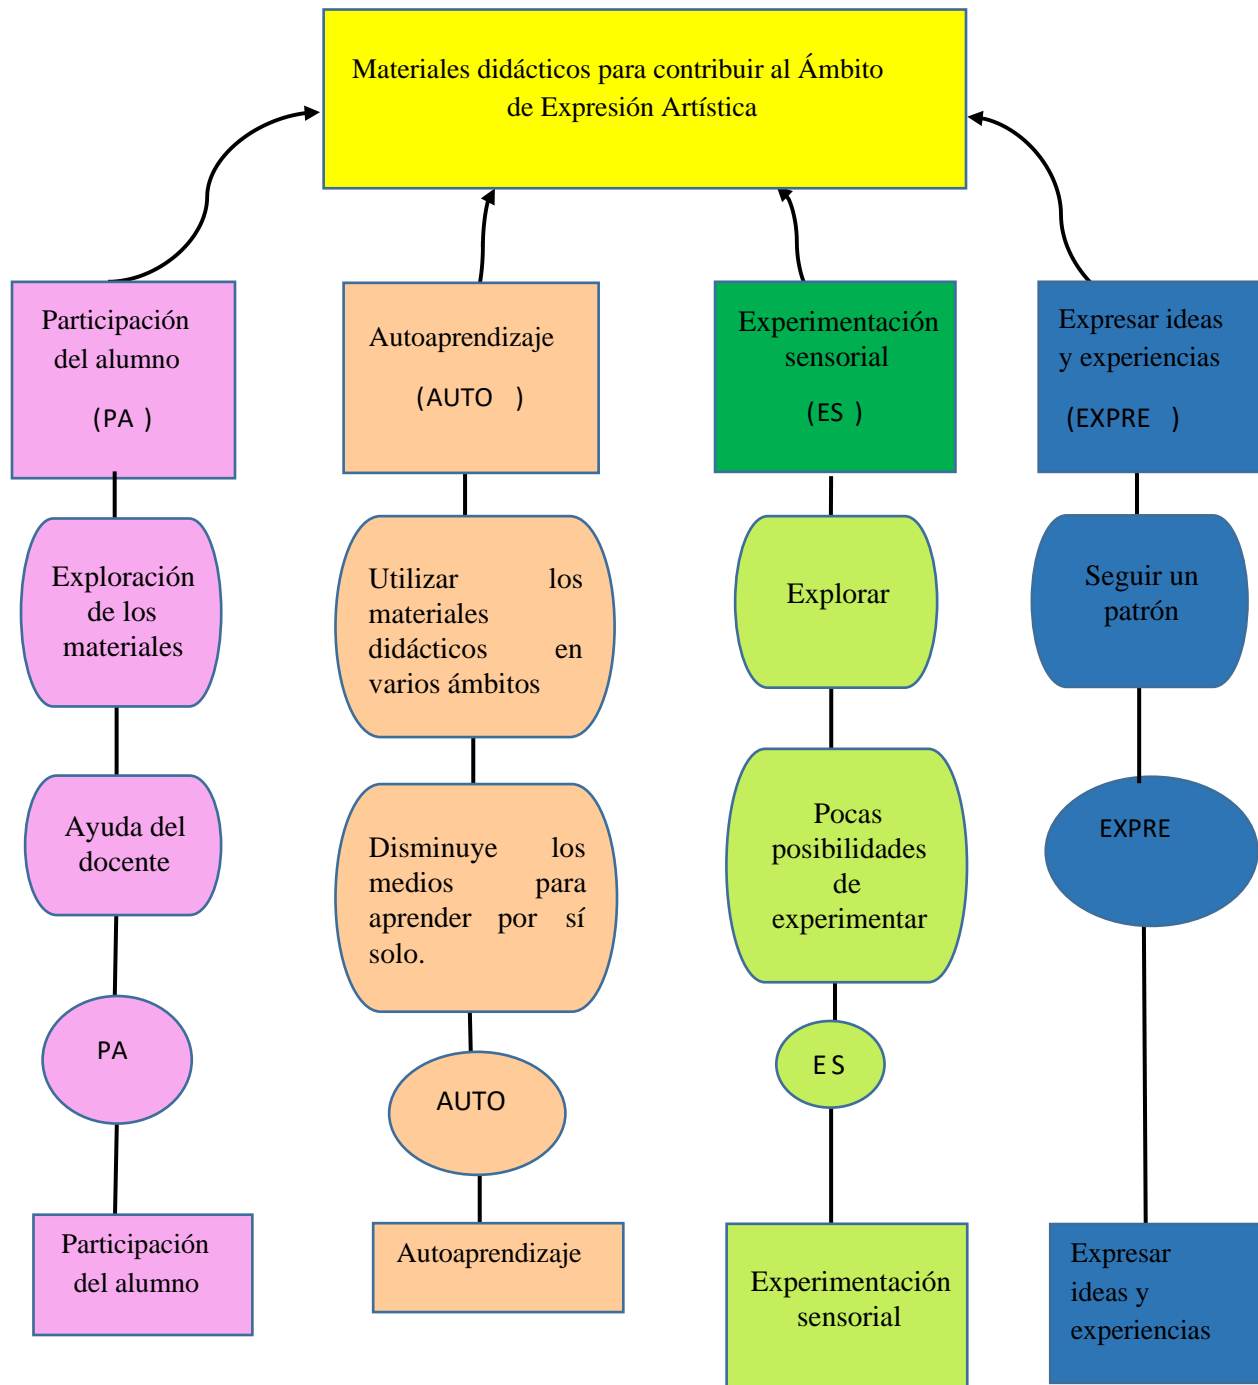 Materiales didácticos para contribuir al Ámbito
de Expresión Artística
Participación
del alumno
(PA )
Autoaprendizaje
(AUTO )
Experimentación
sensorial
(ES )
Expresar ideas
y experiencias
(EXPRE )
Exploración
de los
materiales
Utilizar los
materiales
didácticos en
varios ámbitos
Explorar
Seguir un
patrón
Ayuda del
docente
Disminuye los
medios para
aprender por sí
solo.
Pocas
posibilidades
de
experimentar
EXPRE
PA
AUTO
E S
Participación
del alumno
Autoaprendizaje
Experimentación
sensorial
Expresar
ideas y
experiencias